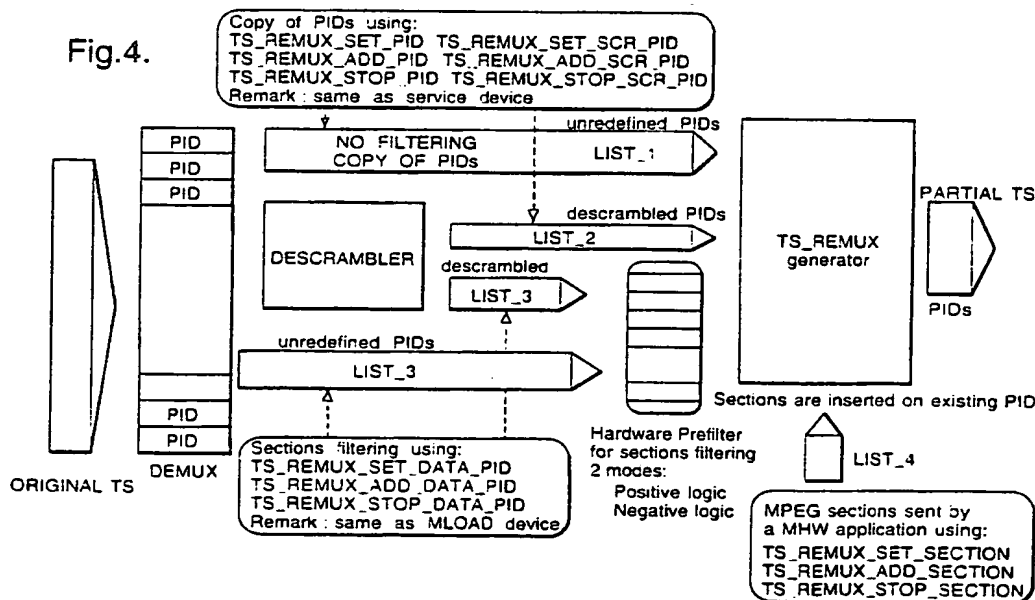 Fig.4.
Copy of PIDs using:
TS_REMUX_SET_PID TS_REMUX_SET_SCR_PID
TS_REMUX_ADD_PID TS_REMUX_ADD_SCR_PID
TS_REMUX_STOP_PID TS_REMUX_STOP_SCR_PID
Remark : same as service device
PID
PID
PID
PID
PID
DEMUX
ORIGINAL TS
unredefined PIDs
NO FILTERING
COPY OF PIDs
LIST_1
DESCRAMBLER
descrambled PIDs
LIST_2
descrambled
LIST_3
unredefined PIDs
LIST_3
TS_REMUX
generator
PARTIAL TS
PIDs
Sections are inserted on existing PID
Sections filtering using:
TS_REMUX_SET_DATA_PID
TS_REMUX_ADD_DATA_PID
TS_REMUX_STOP_DATA_PID
Remark : same as MLOAD device
Hardware Prefilter
for sections filtering
2 modes:
Positive logic
Negative logic
LIST_4
MPEG sections sent by
a MHW application using:
TS_REMUX_SET_SECTION
TS_REMUX_ADD_SECTION
TS_REMUX_STOP_SECTION